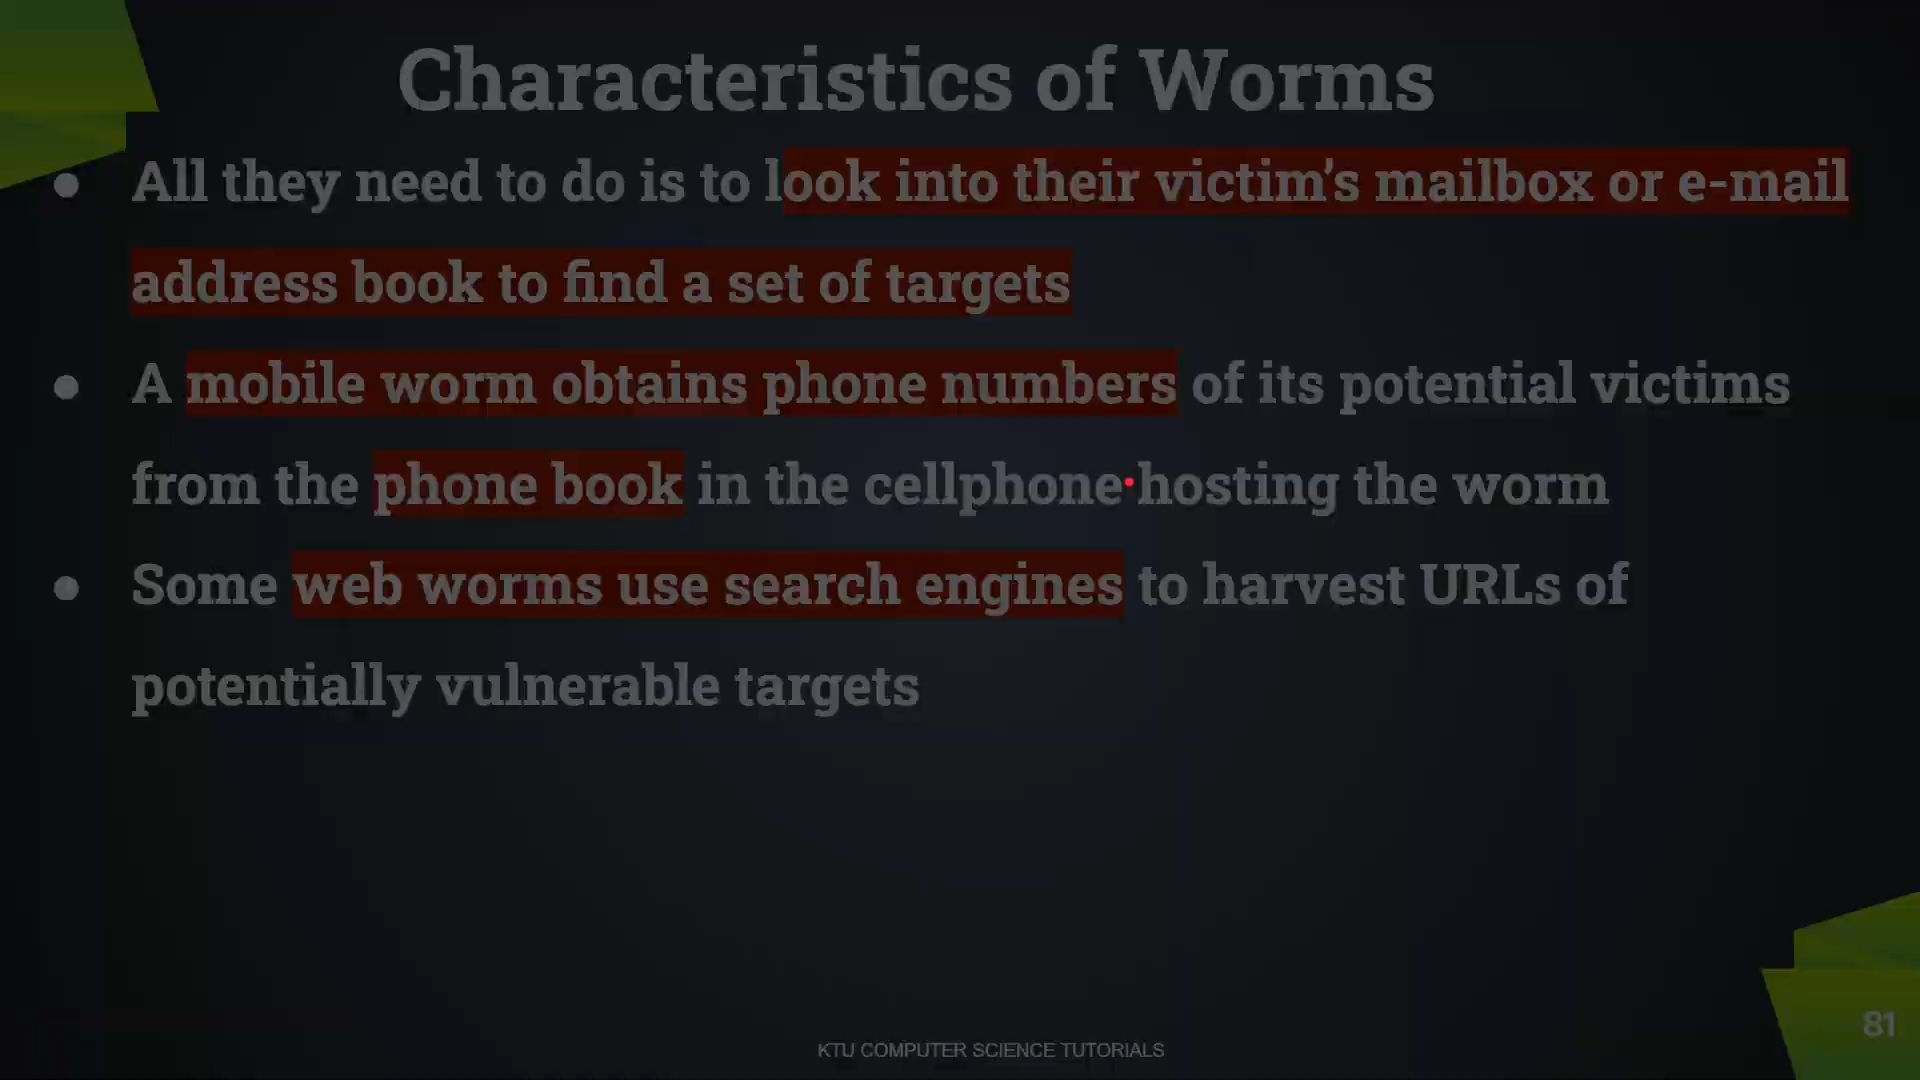 Characteristics of Worms
● All they need to do is to look into their victim's mailbox or e-mail
address book to find a set of targets
● A mobile worm obtains phone numbers of its potential victims
from the phone book in the cellphone hosting the worm
● Some web worms use search engines to harvest URLs of
potentially vulnerable targets
KTU COMPUTER SCIENCE TUTORIALS
81